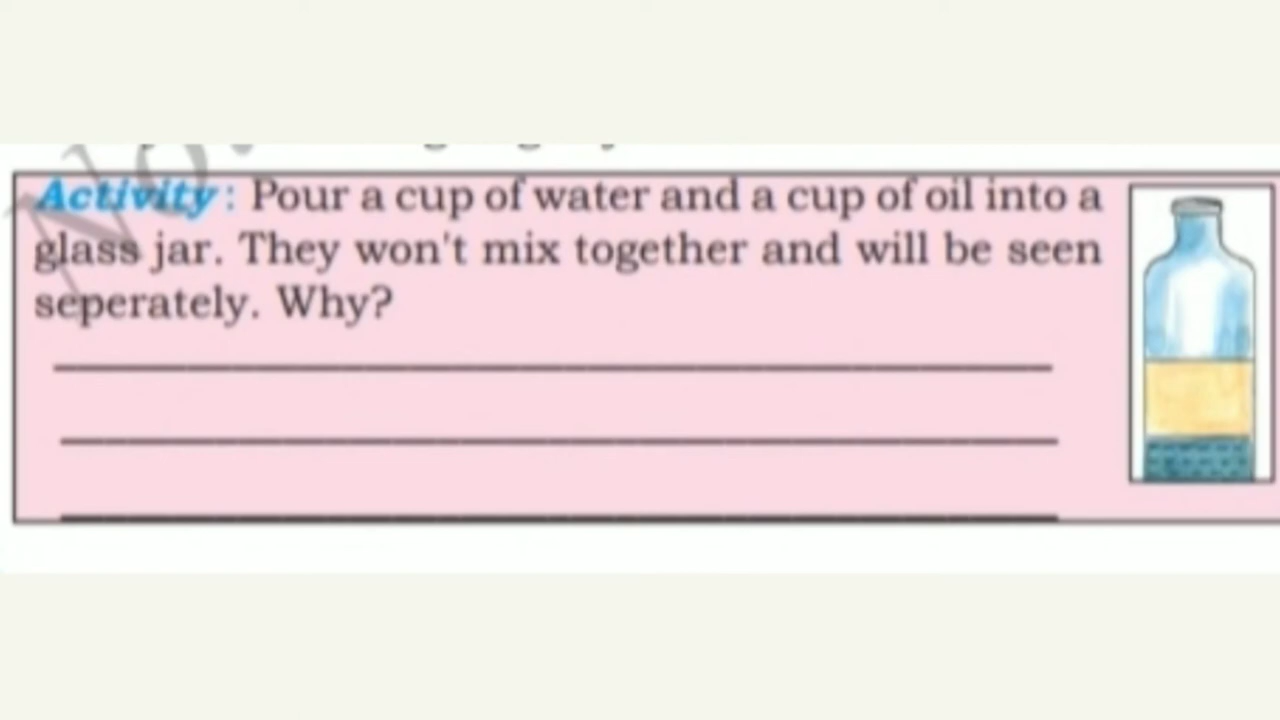 No.
Activity : Pour a cup of water and a cup of oil into a
glass jar. They won't mix together and will be seen
seperately. Why?